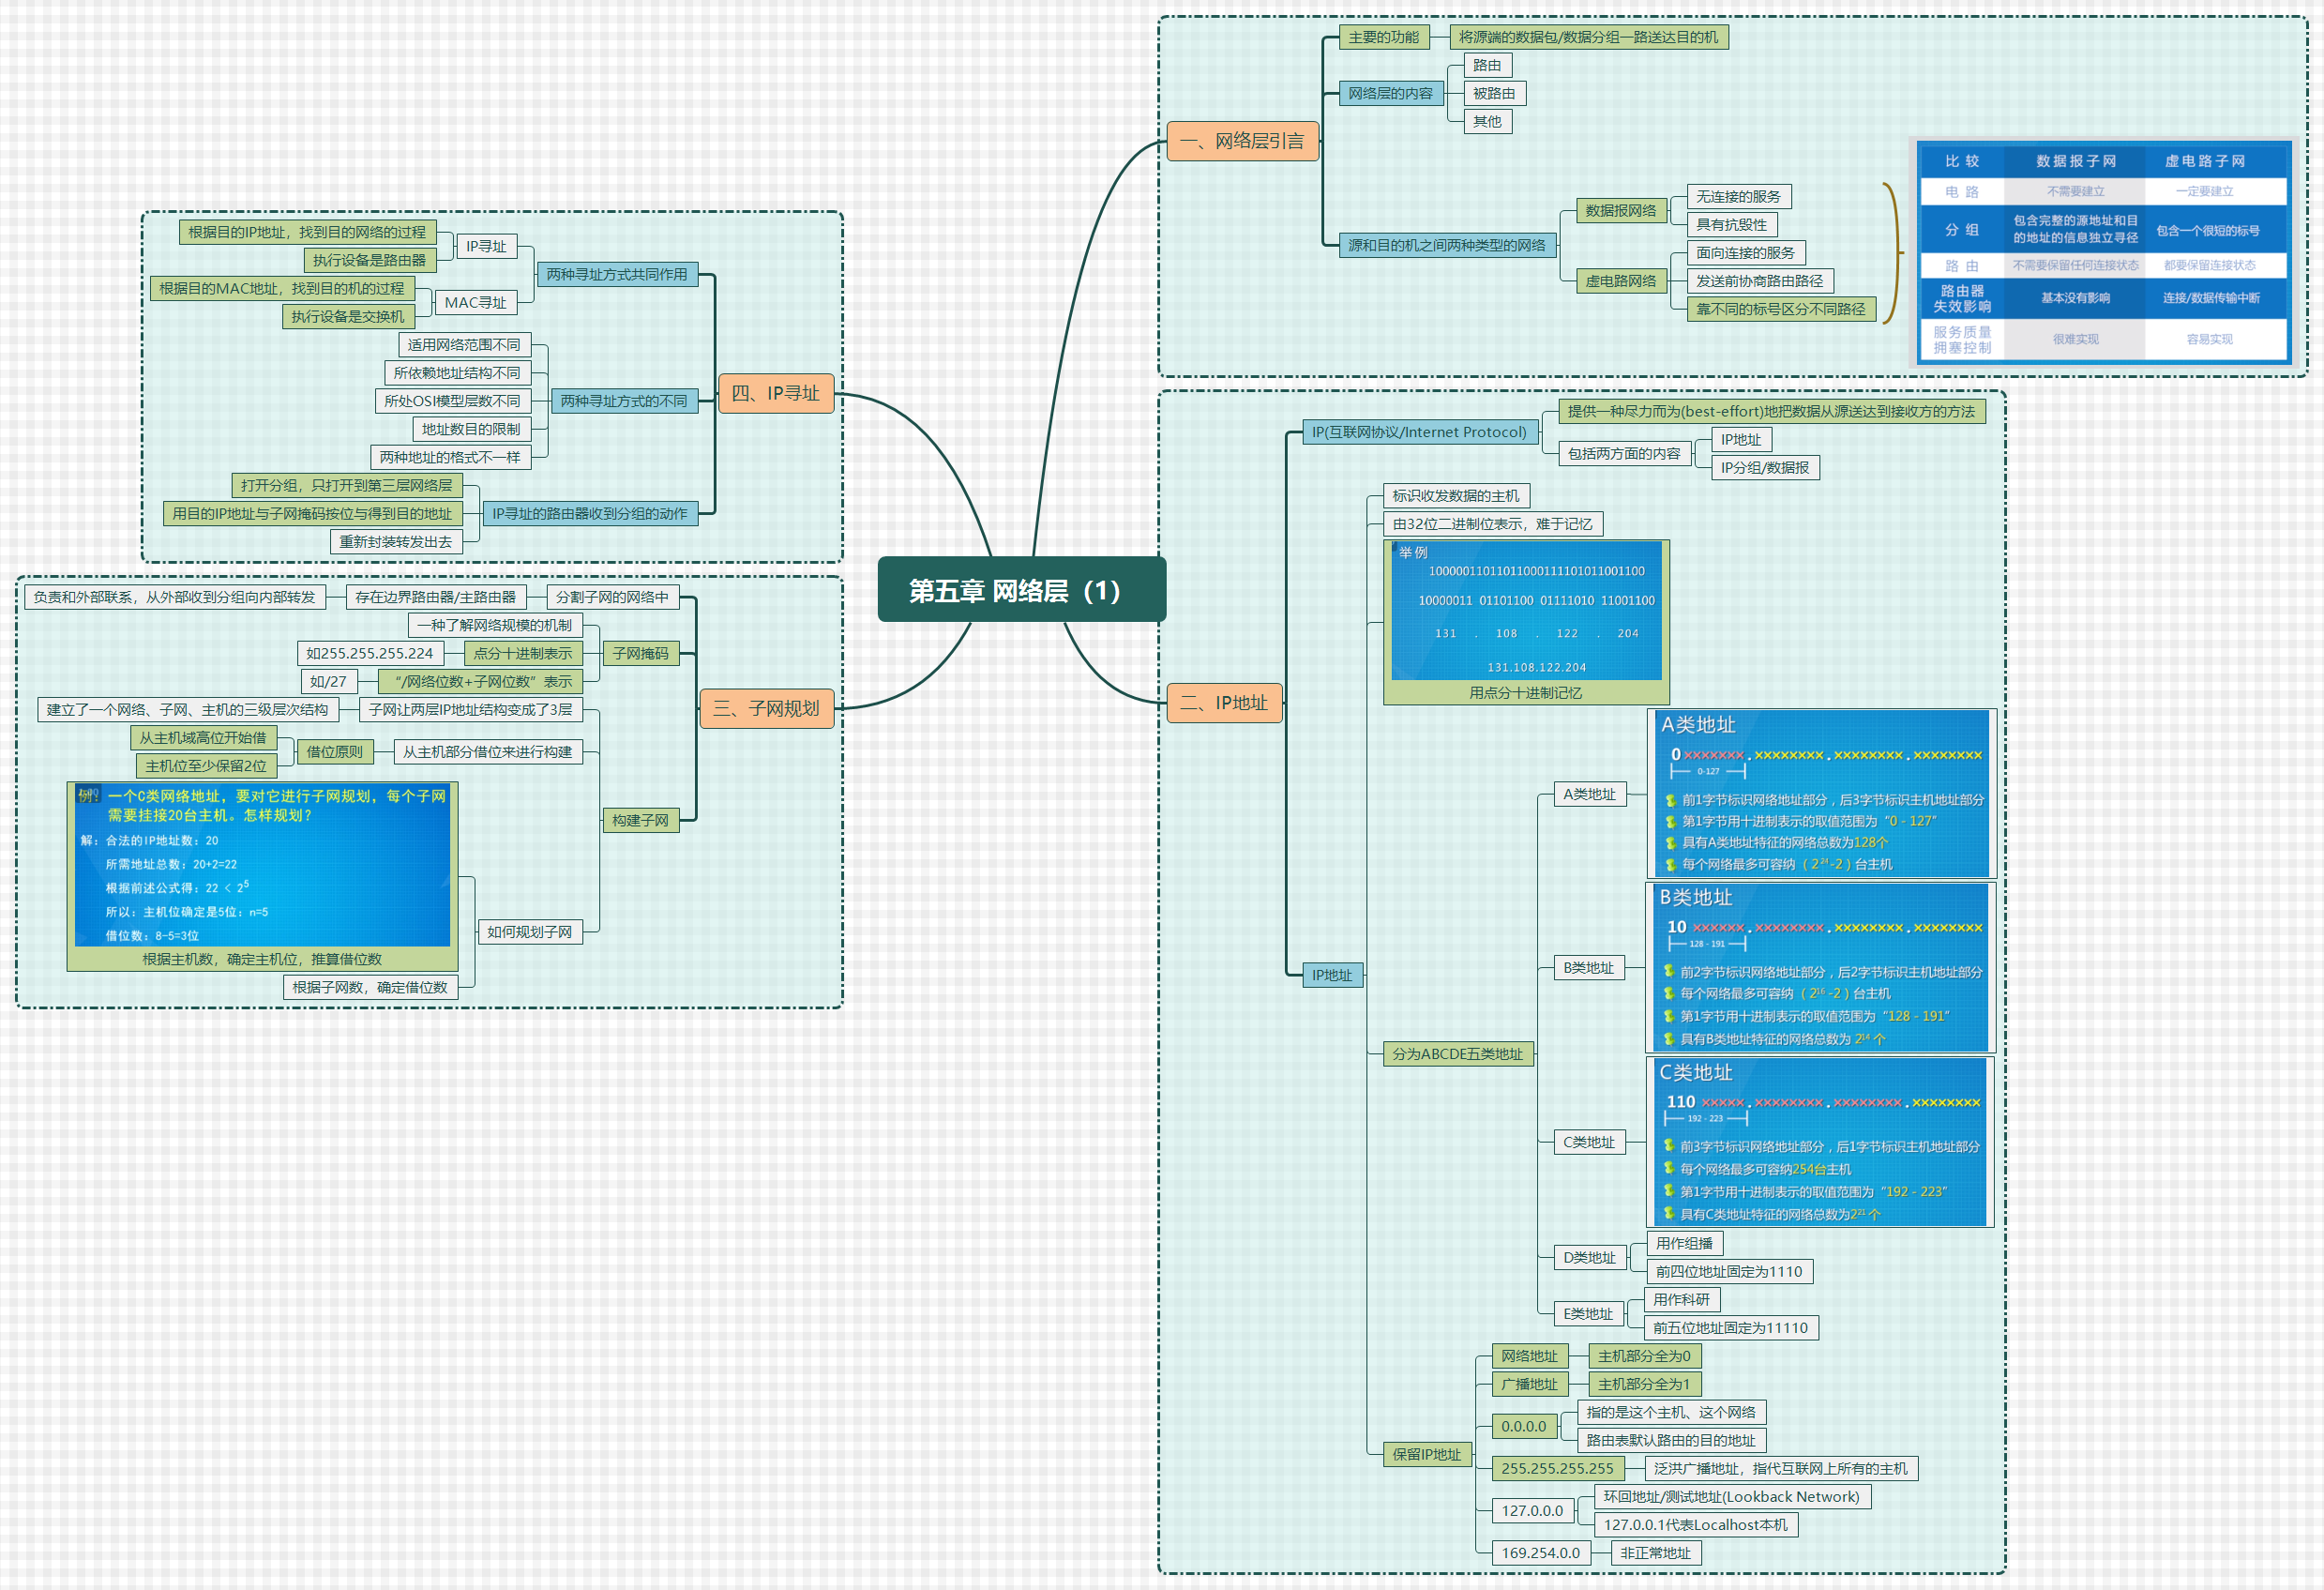 第五章 网络层（1）
一、网络层引言
主要的功能
将源端的数据包/数据分组一路送达目的机
网络层的内容
路由
被路由
其他
源和目的机之间两种类型的网络
数据报网络
无连接的服务
具有抗毁性
虚电路网络
面向连接的服务
发送前协商路由路径
靠不同的标号区分不同路径
比 较 数据报子网 虚电路子网
电 路 不需要建立 一定要建立
分 组 包含完整的源地址和目的地址的信息独立寻径 包含一个很短的标号
路 由 不需要保留任何连接状态 都要保留连接状态
路由器失效影响 基本没有影响 连接/数据传输中断
服务质量拥塞控制 很难实现 容易实现
二、IP地址
IP(互联网协议/Internet Protocol)
提供一种尽力而为(best-effort)地把数据从源送达到接收方的方法
包括两方面的内容
IP地址
IP分组/数据报
IP地址
标识收发数据的主机
由32位二进制位表示，难于记忆
举例
10000011011011000111101011001100
10000011 01101100 01111010 11001100
131 . 108 . 122 . 204
131.108.122.204
用点分十进制记忆
分为ABCDE五类地址
A类地址
A类地址
0 ××××××× . ×××××××× . ×××××××× . ××××××××
0-127
前1字节标识网络地址部分，后3字节标识主机地址部分
第1字节用十进制表示的取值范围为“0 - 127”
具有A类地址特征的网络总数为128个
每个网络最多可容纳（2²⁴-2）台主机
B类地址
B类地址
10 ×××××× . ×××××××× . ×××××××× . ××××××××
128 - 191
前2字节标识网络地址部分，后2字节标识主机地址部分
每个网络最多可容纳（2¹⁶-2）台主机
第1字节用十进制表示的取值范围为“128 - 191”
具有B类地址特征的网络总数为 2¹⁴ 个
C类地址
C类地址
110 ××××× . ×××××××× . ×××××××× . ××××××××
192 - 223
前3字节标识网络地址部分，后1字节标识主机地址部分
每个网络最多可容纳254台主机
第1字节用十进制表示的取值范围为“192 - 223”
具有C类地址特征的网络总数为2²¹ 个
D类地址
用作组播
前四位地址固定为1110
E类地址
用作科研
前五位地址固定为11110
保留IP地址
网络地址
主机部分全为0
广播地址
主机部分全为1
0.0.0.0
指的是这个主机、这个网络
路由表默认路由的目的地址
255.255.255.255
泛洪广播地址，指代互联网上所有的主机
127.0.0.0
环回地址/测试地址(Lookback Network)
127.0.0.1代表Localhost本机
169.254.0.0
非正常地址
三、子网规划
分割子网的网络中
存在边界路由器/主路由器
负责和外部联系，从外部收到分组向内部转发
子网掩码
一种了解网络规模的机制
点分十进制表示
如255.255.255.224
“/网络位数+子网位数”表示
如/27
构建子网
子网让两层IP地址结构变成了3层
建立了一个网络、子网、主机的三级层次结构
从主机部分借位来进行构建
借位原则
从主机域高位开始借
主机位至少保留2位
如何规划子网
例：一个C类网络地址，要对它进行子网规划，每个子网
需要挂接20台主机。怎样规划？
解：合法的IP地址数：20
所需地址总数：20+2=22
根据前述公式得：22 < 2⁵
所以：主机位确定是5位：n=5
借位数：8-5=3位
根据主机数，确定主机位，推算借位数
根据子网数，确定借位数
四、IP寻址
两种寻址方式共同作用
IP寻址
根据目的IP地址，找到目的网络的过程
执行设备是路由器
MAC寻址
根据目的MAC地址，找到目的机的过程
执行设备是交换机
两种寻址方式的不同
适用网络范围不同
所依赖地址结构不同
所处OSI模型层数不同
地址数目的限制
两种地址的格式不一样
IP寻址的路由器收到分组的动作
打开分组，只打开到第三层网络层
用目的IP地址与子网掩码按位与得到目的地址
重新封装转发出去